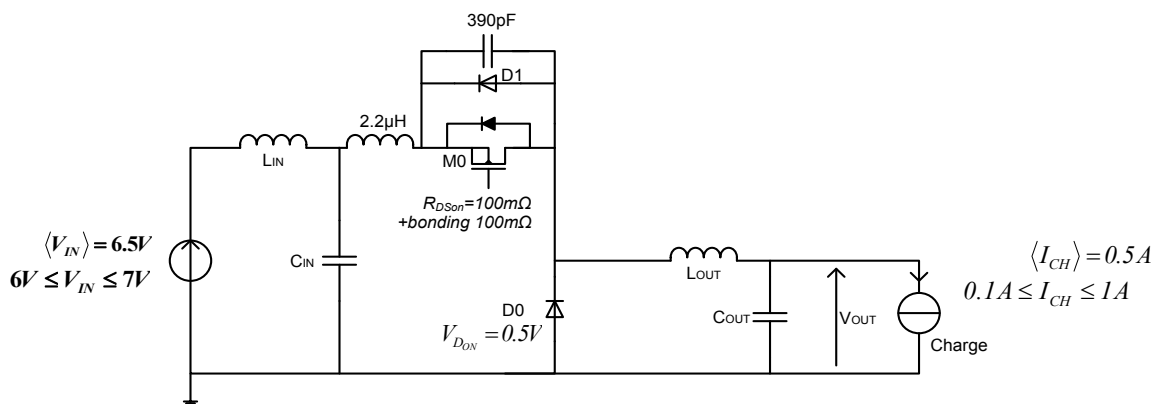 390pF
D1
2.2µH
LIN
M0
RDSon=100mΩ
+bonding 100mΩ
⟨VIN⟩ = 6.5V
6V ≤ VIN ≤ 7V
CIN
LOUT
D0
VDON = 0.5V
COUT
VOUT
⟨ICH⟩ = 0.5A
0.1A ≤ ICH ≤ 1A
Charge